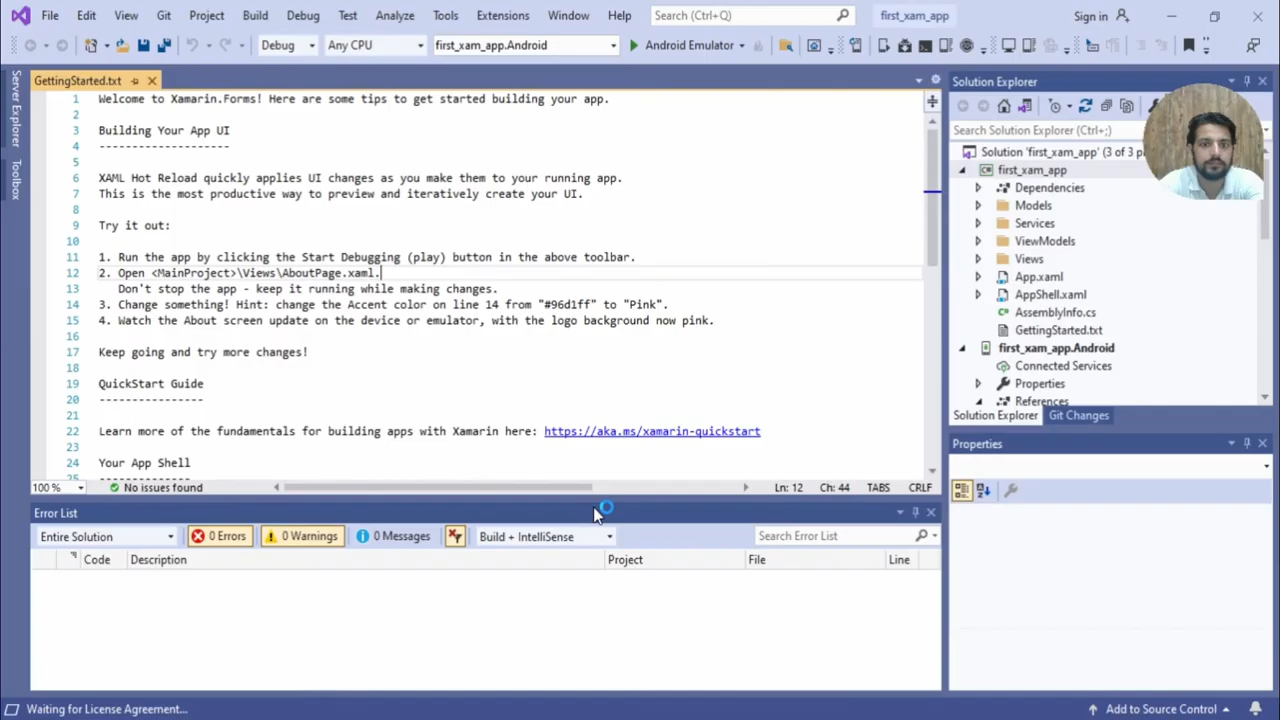 File Edit View Git Project Build Debug Test Analyze Tools Extensions Window Help Search (Ctrl+Q) first_xam_app Sign in
Debug Any CPU first_xam_app.Android Android Emulator
Server Explorer
Toolbox
GettingStarted.txt
1 Welcome to Xamarin.Forms! Here are some tips to get started building your app.
2
3 Building Your App UI
4 --------------------
5
6 XAML Hot Reload quickly applies UI changes as you make them to your running app.
7 This is the most productive way to preview and iteratively create your UI.
8
9 Try it out:
10
11 1. Run the app by clicking the Start Debugging (play) button in the above toolbar.
12 2. Open <MainProject>\Views\AboutPage.xaml.
13 Don't stop the app - keep it running while making changes.
14 3. Change something! Hint: change the Accent color on line 14 from "#96d1ff" to "Pink".
15 4. Watch the About screen update on the device or emulator, with the logo background now pink.
16
17 Keep going and try more changes!
18
19 QuickStart Guide
20 ----------------
21
22 Learn more of the fundamentals for building apps with Xamarin here: https://aka.ms/xamarin-quickstart
23
24 Your App Shell
25 --------------
100 % No issues found Ln: 12 Ch: 44 TABS CRLF
Error List
Entire Solution 0 Errors 0 Warnings 0 Messages Build + IntelliSense Search Error List
Code Description Project File Line
Solution Explorer
Search Solution Explorer (Ctrl+;)
Solution 'first_xam_app' (3 of 3 p
first_xam_app
Dependencies
Models
Services
ViewModels
Views
App.xaml
AppShell.xaml
AssemblyInfo.cs
GettingStarted.txt
first_xam_app.Android
Connected Services
Properties
References
Solution Explorer Git Changes
Properties
Waiting for License Agreement... Add to Source Control